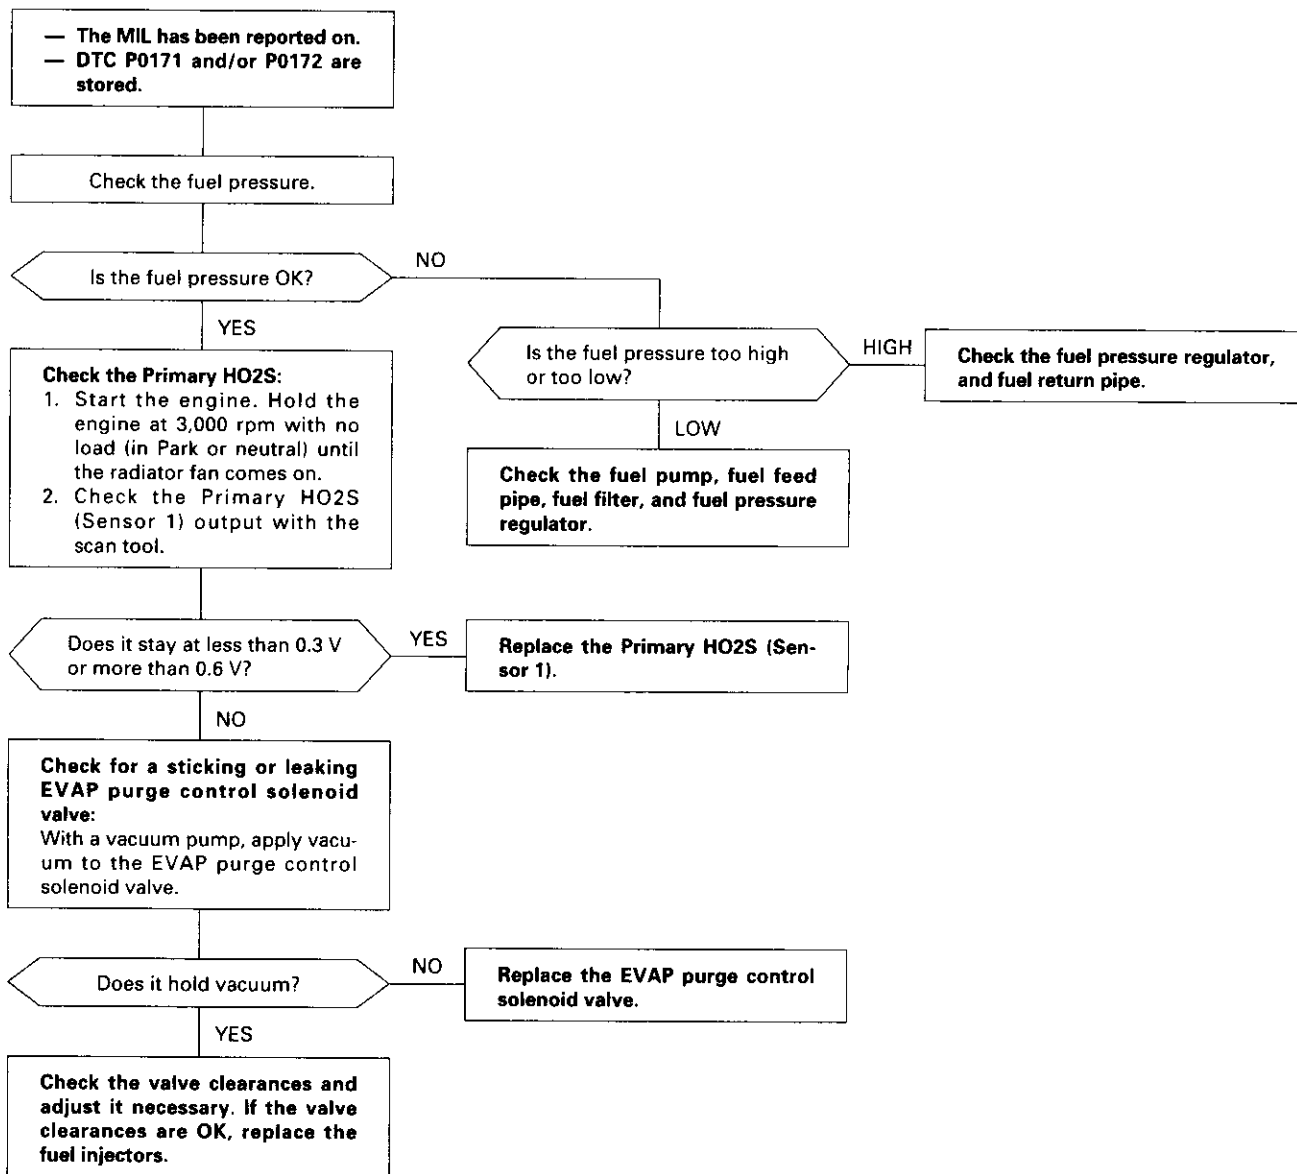 — The MIL has been reported on.
— DTC P0171 and/or P0172 are
stored.
Check the fuel pressure.
Is the fuel pressure OK?
NO
YES
Is the fuel pressure too high
or too low?
HIGH
Check the fuel pressure regulator,
and fuel return pipe.
LOW
Check the fuel pump, fuel feed
pipe, fuel filter, and fuel pressure
regulator.
Check the Primary HO2S:
1. Start the engine. Hold the
engine at 3,000 rpm with no
load (in Park or neutral) until
the radiator fan comes on.
2. Check the Primary HO2S
(Sensor 1) output with the
scan tool.
Does it stay at less than 0.3 V
or more than 0.6 V?
YES
Replace the Primary HO2S (Sen-
sor 1).
NO
Check for a sticking or leaking
EVAP purge control solenoid
valve:
With a vacuum pump, apply vacu-
um to the EVAP purge control
solenoid valve.
Does it hold vacuum?
NO
Replace the EVAP purge control
solenoid valve.
YES
Check the valve clearances and
adjust it necessary. If the valve
clearances are OK, replace the
fuel injectors.